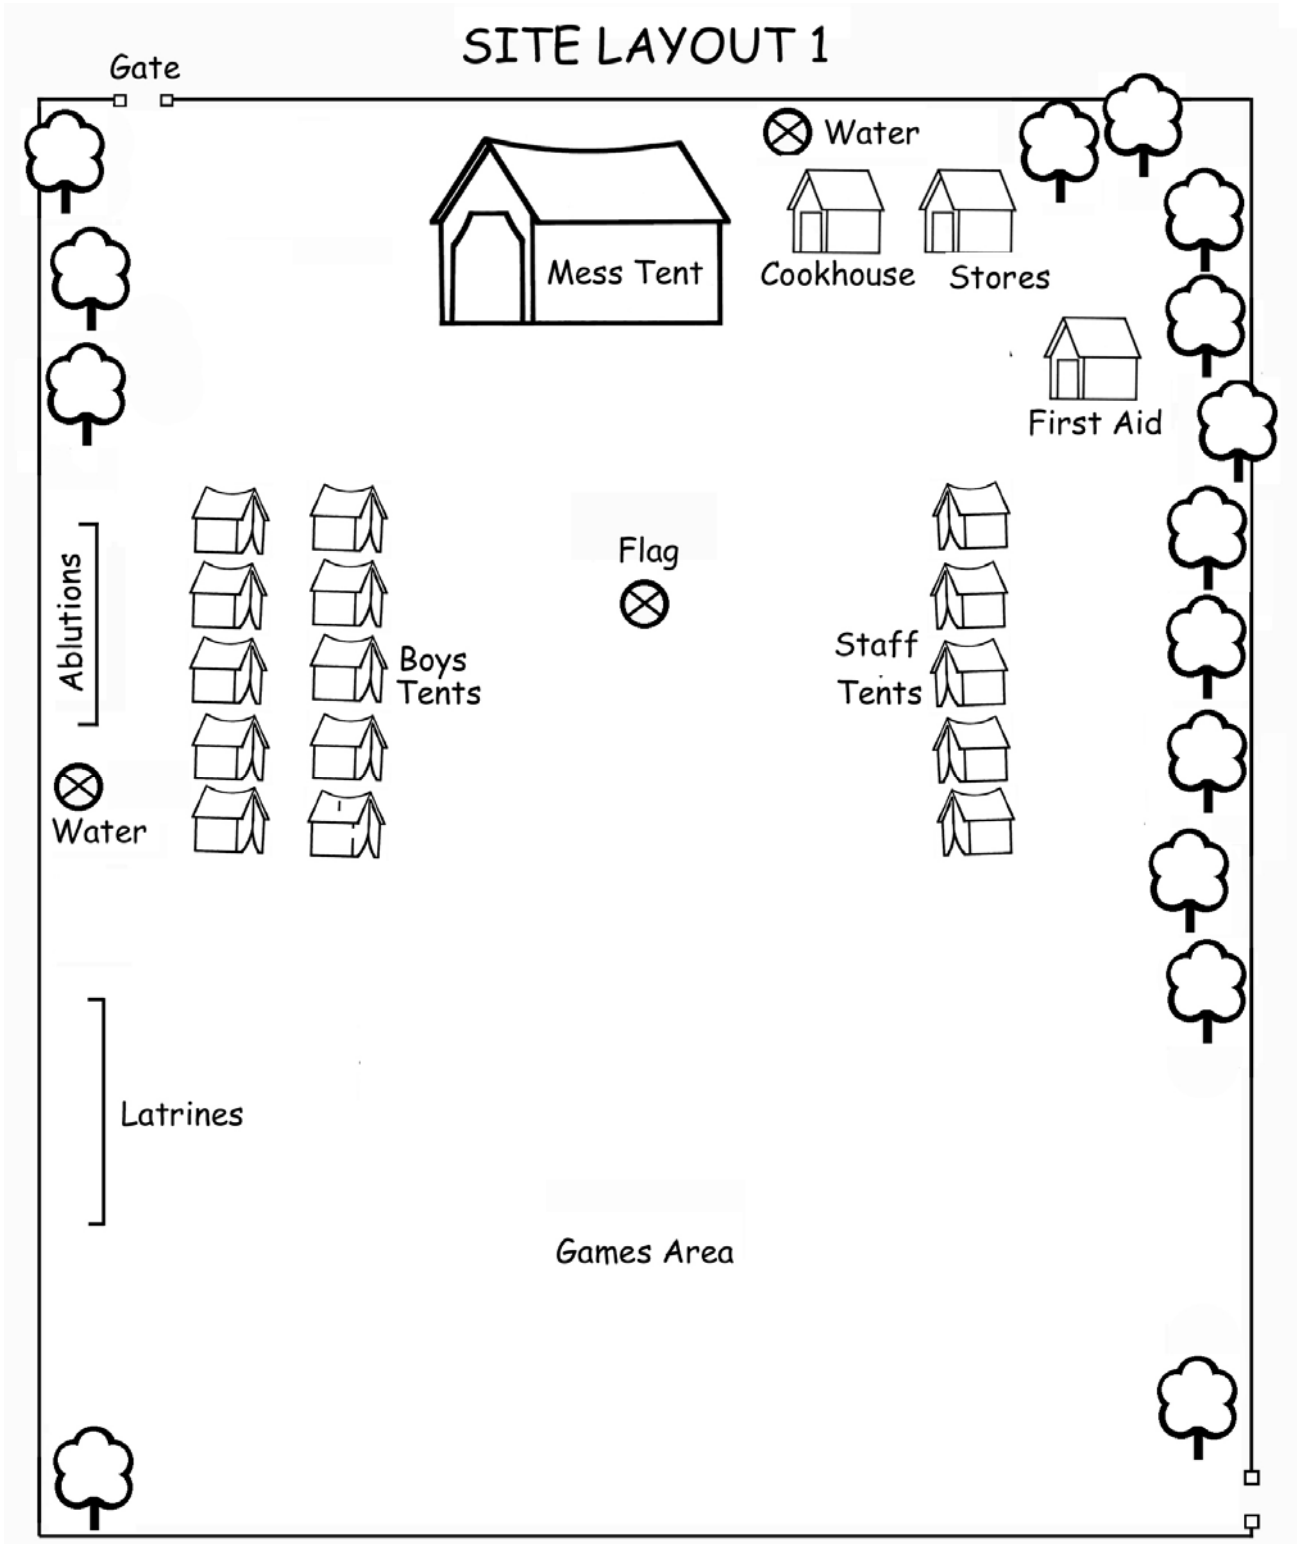 SITE LAYOUT 1
Gate
Water
Mess Tent
Cookhouse
Stores
First Aid
Flag
Ablutions
Boys
Tents
Staff
Tents
Water
Latrines
Games Area